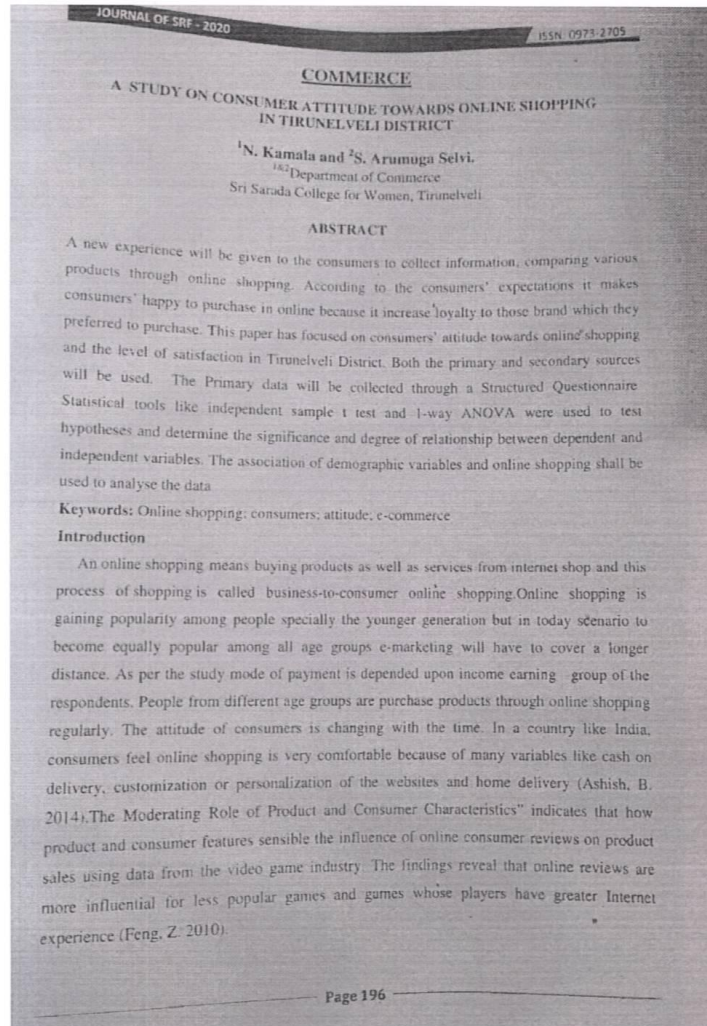 JOURNAL OF SRF - 2020
ISSN 0973-2705
COMMERCE
A STUDY ON CONSUMER ATTITUDE TOWARDS ONLINE SHOPPING
IN TIRUNELVELI DISTRICT
¹N. Kamala and ²S. Arumuga Selvi.
¹&²Department of Commerce
Sri Sarada College for Women, Tirunelveli
ABSTRACT
A new experience will be given to the consumers to collect information, comparing various
products through online shopping. According to the consumers' expectations it makes
consumers' happy to purchase in online because it increase loyalty to those brand which they
preferred to purchase. This paper has focused on consumers' attitude towards online shopping
and the level of satisfaction in Tirunelveli District. Both the primary and secondary sources
will be used. The Primary data will be collected through a Structured Questionnaire
Statistical tools like independent sample t test and 1-way ANOVA were used to test
hypotheses and determine the significance and degree of relationship between dependent and
independent variables. The association of demographic variables and online shopping shall be
used to analyse the data
Keywords: Online shopping; consumers; attitude; e-commerce
Introduction
An online shopping means buying products as well as services from internet shop and this
process of shopping is called business-to-consumer online shopping.Online shopping is
gaining popularity among people specially the younger generation but in today scenario to
become equally popular among all age groups e-marketing will have to cover a longer
distance. As per the study mode of payment is depended upon income earning group of the
respondents. People from different age groups are purchase products through online shopping
regularly. The attitude of consumers is changing with the time. In a country like India,
consumers feel online shopping is very comfortable because of many variables like cash on
delivery, customization or personalization of the websites and home delivery (Ashish, B.
2014).The Moderating Role of Product and Consumer Characteristics" indicates that how
product and consumer features sensible the influence of online consumer reviews on product
sales using data from the video game industry. The findings reveal that online reviews are
more influential for less popular games and games whose players have greater Internet
experience (Feng, Z. 2010).
Page 196